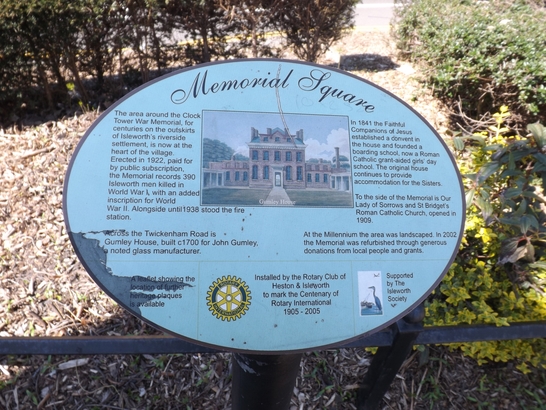 Memorial Square
The area around the Clock
Tower War Memorial, for
centuries on the outskirts
of Isleworth's riverside
settlement, is now at the
heart of the village.
Erected in 1922, paid for
by public subscription,
the Memorial records 390
Isleworth men killed in
World War I, with an added
inscription for World
War II. Alongside until 1938 stood the fire
station.
Across the Twickenham Road is
Gumley House, built c1700 for John Gumley,
a noted glass manufacturer.
Gumley House
In 1841 the Faithful
Companions of Jesus
established a convent in
the house and founded a
boarding school, now a Roman
Catholic grant-aided girls' day
school. The original house
continues to provide
accommodation for the Sisters.
To the side of the Memorial is Our
Lady of Sorrows and St Bridget's
Roman Catholic Church, opened in
1909.
At the Millennium the area was landscaped. In 2002
the Memorial was refurbished through generous
donations from local people and grants.
A leaflet showing the
location of further
heritage plaques
is available
Installed by the Rotary Club of
Heston & Isleworth
to mark the Centenary of
Rotary International
1905 - 2005
Supported
by The
Isleworth
Society